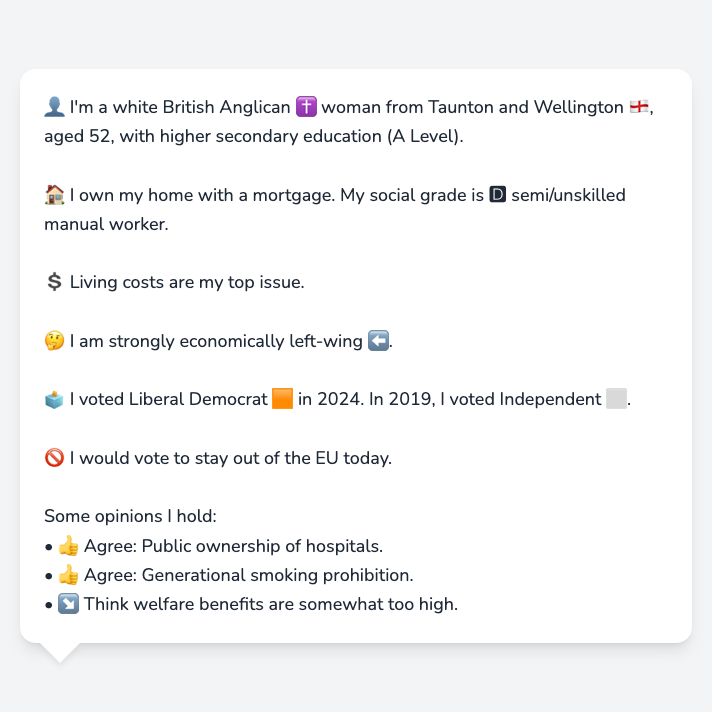 👤 I'm a white British Anglican ✝️ woman from Taunton and Wellington 🏴󠁧󠁢󠁥󠁮󠁧󠁿,
aged 52, with higher secondary education (A Level).
🏠 I own my home with a mortgage. My social grade is 🅳 semi/unskilled
manual worker.
💲 Living costs are my top issue.
🤔 I am strongly economically left-wing ⬅️.
🗳️ I voted Liberal Democrat 🟧 in 2024. In 2019, I voted Independent ⬜.
🚫 I would vote to stay out of the EU today.
Some opinions I hold:
• 👍 Agree: Public ownership of hospitals.
• 👍 Agree: Generational smoking prohibition.
• ↘️ Think welfare benefits are somewhat too high.